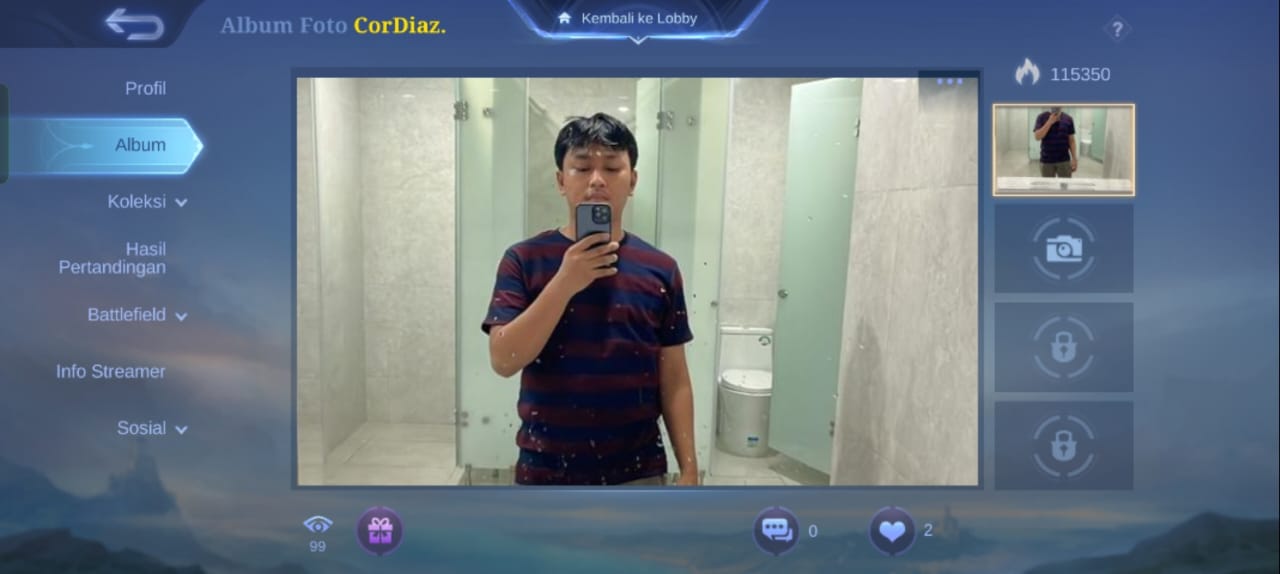 Album Foto CorDiaz.
Kembali ke Lobby
?
115350
Profil
Album
Koleksi
Hasil
Pertandingan
Battlefield
Info Streamer
Sosial
99
0
2